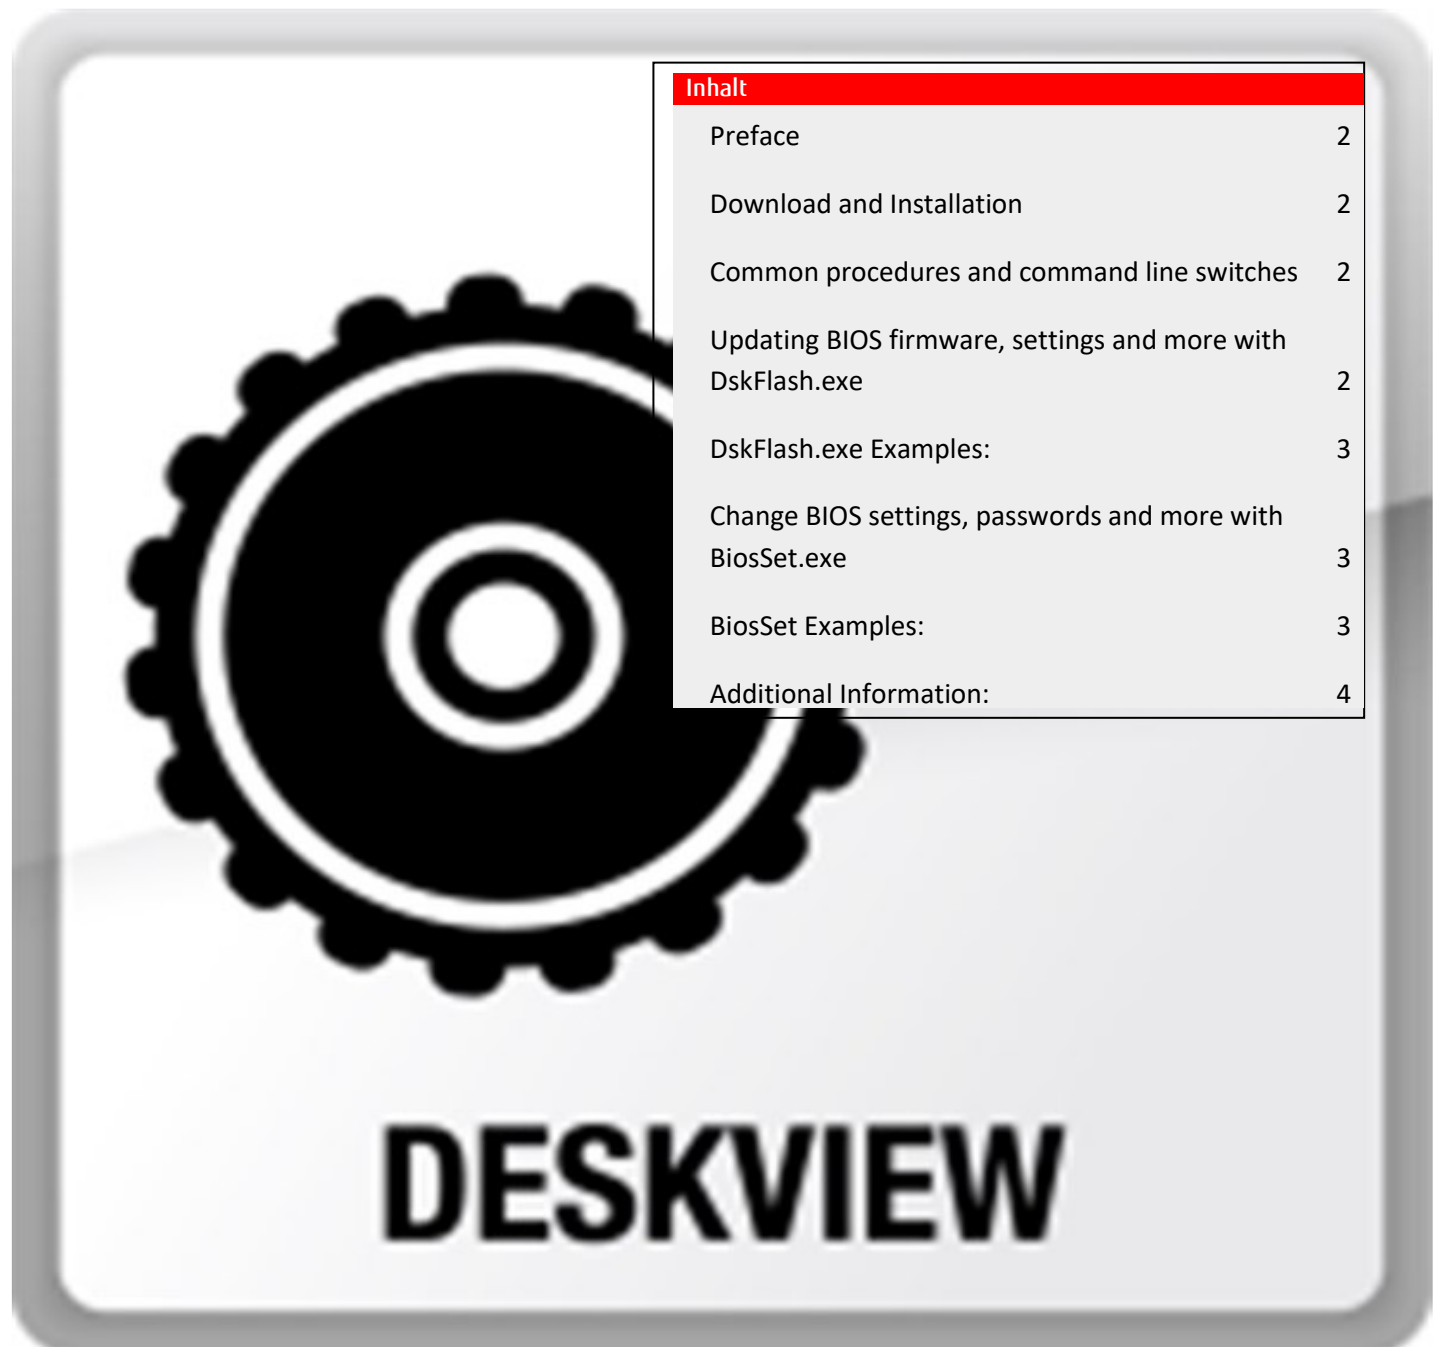 Inhalt
Preface 2
Download and Installation 2
Common procedures and command line switches 2
Updating BIOS firmware, settings and more with
DskFlash.exe 2
DskFlash.exe Examples: 3
Change BIOS settings, passwords and more with
BiosSet.exe 3
BiosSet Examples: 3
Additional Information: 4
DESKVIEW